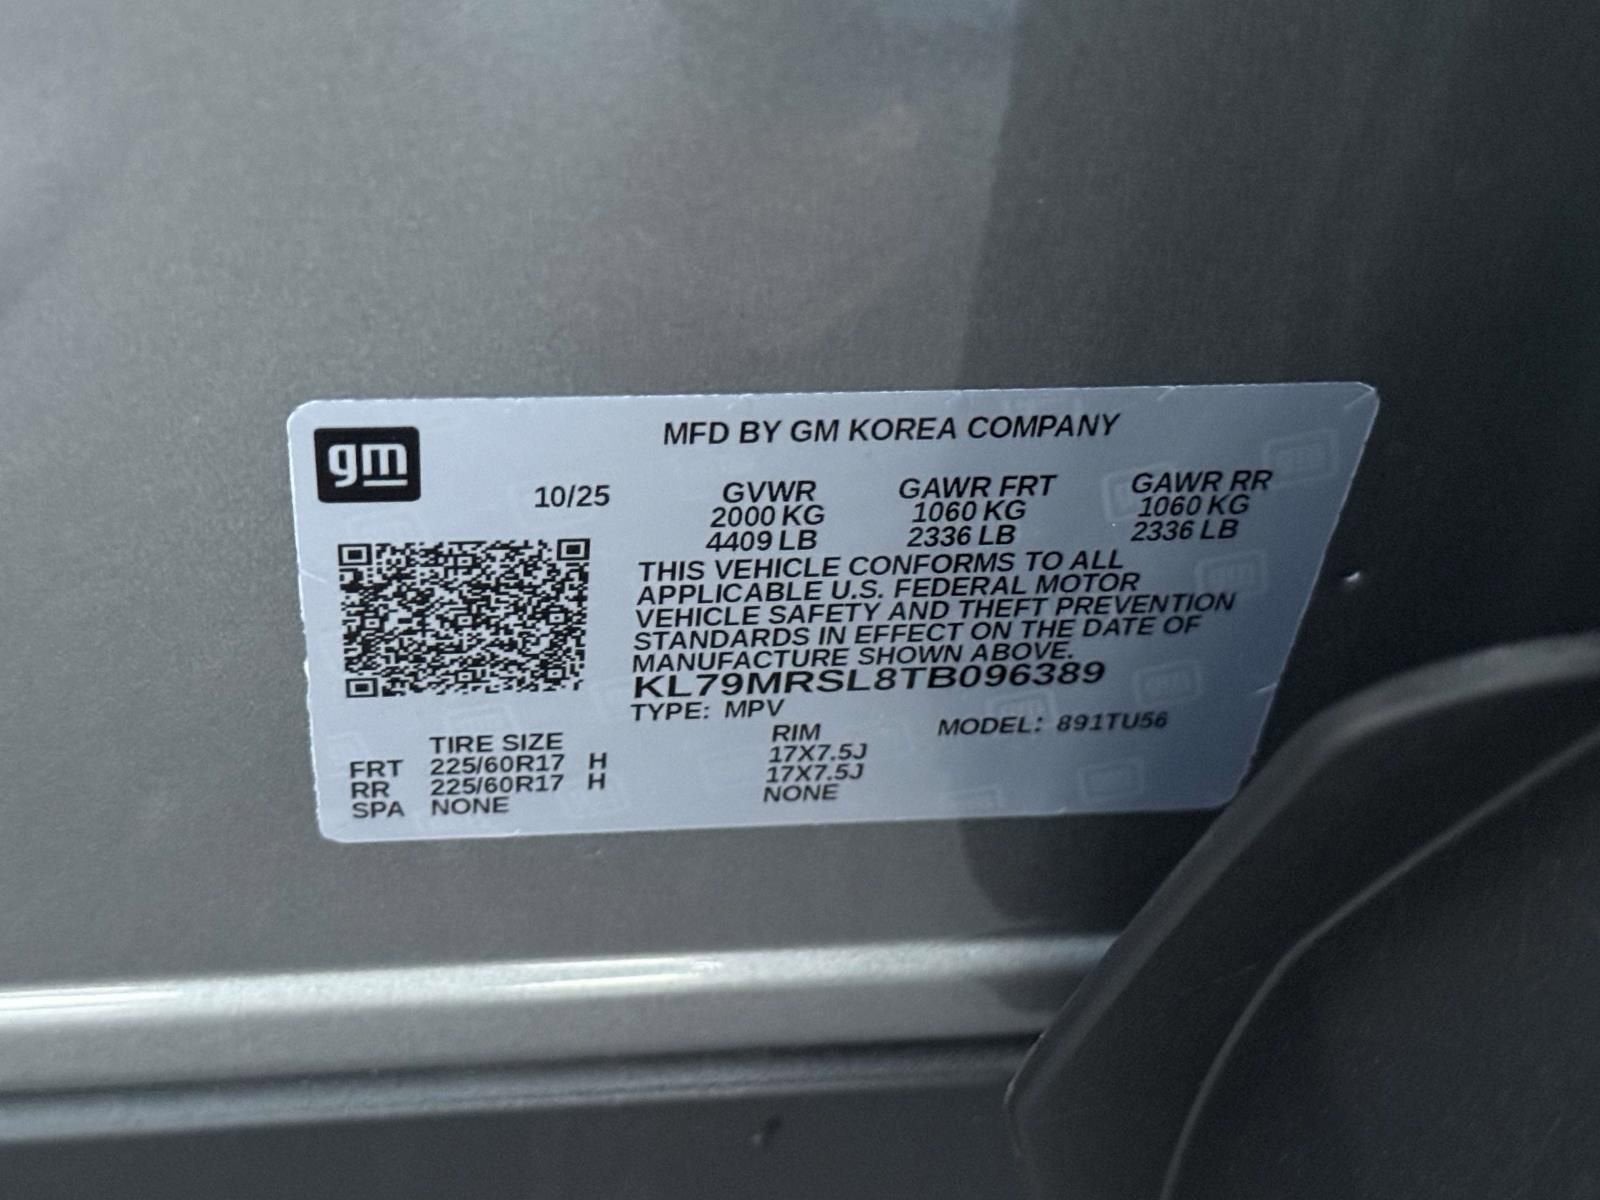 gm
MFD BY GM KOREA COMPANY
10/25 GVWR GAWR FRT GAWR RR
2000 KG 1060 KG 1060 KG
4409 LB 2336 LB 2336 LB
THIS VEHICLE CONFORMS TO ALL
APPLICABLE U.S. FEDERAL MOTOR
VEHICLE SAFETY AND THEFT PREVENTION
STANDARDS IN EFFECT ON THE DATE OF
MANUFACTURE SHOWN ABOVE.
KL79MRSL8TB096389
TYPE: MPV MODEL: 891TU56
TIRE SIZE RIM
FRT 225/60R17 H 17X7.5J
RR 225/60R17 H 17X7.5J
SPA NONE NONE